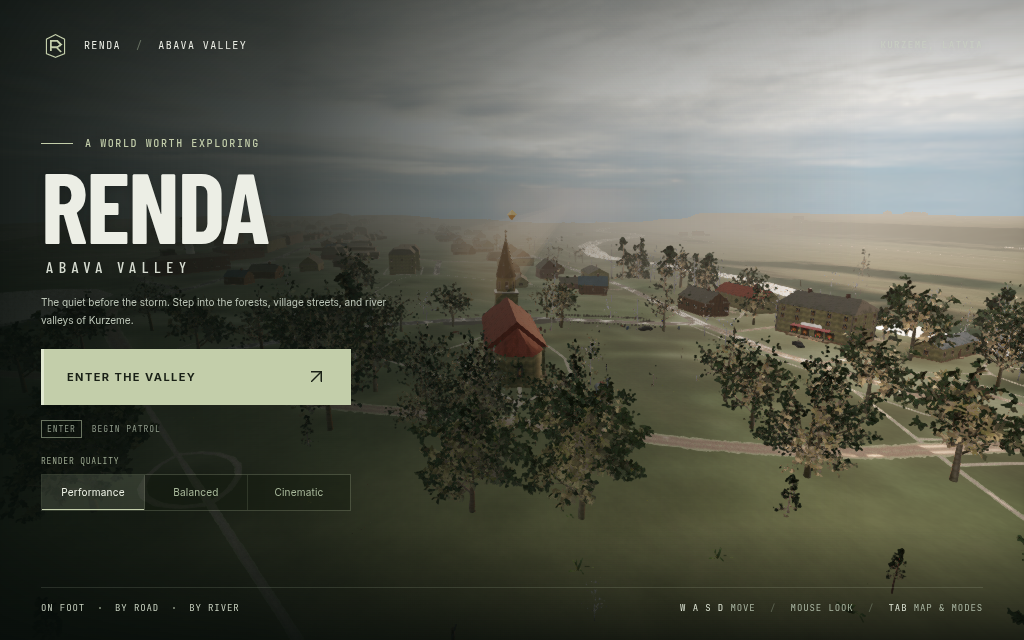 RENDA / ABAVA VALLEY
A WORLD WORTH EXPLORING
RENDA
ABAVA VALLEY
The quiet before the storm. Step into the forests, village streets, and river
valleys of Kurzeme.
ENTER THE VALLEY
ENTER BEGIN PATROL
RENDER QUALITY
Performance Balanced Cinematic
ON FOOT · BY ROAD · BY RIVER
W A S D MOVE / MOUSE LOOK / TAB MAP & MODES